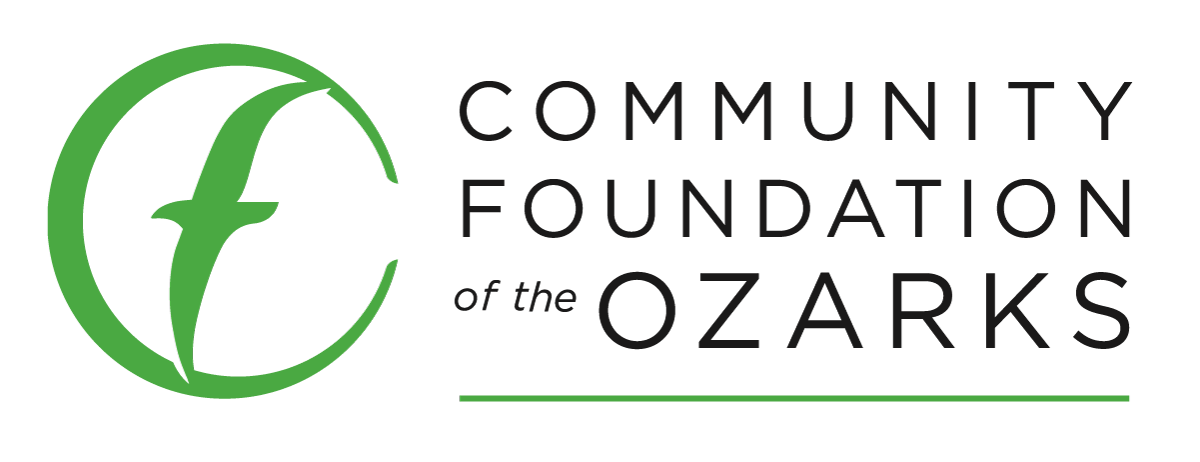 COMMUNITY
FOUNDATION
of the OZARKS